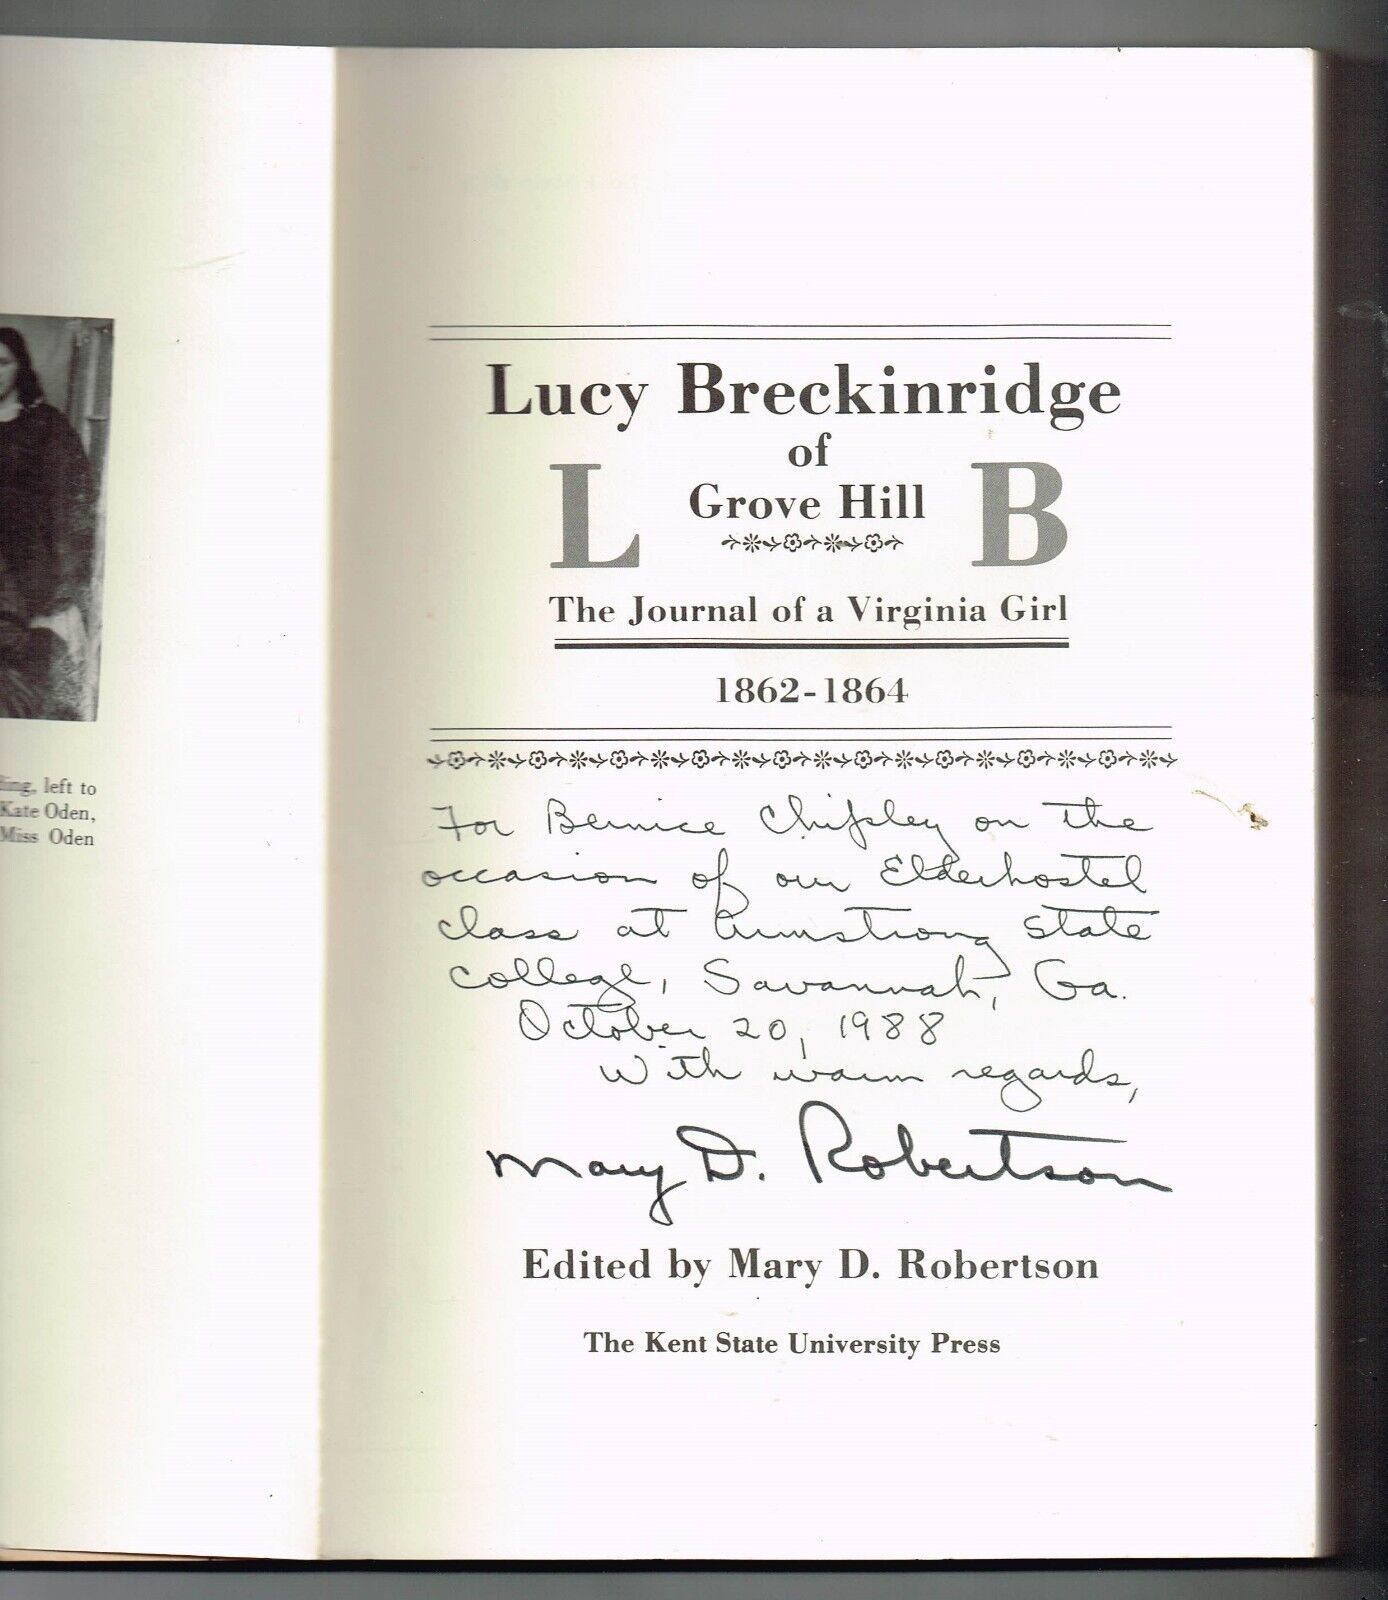 ling, left to
Kate Oden,
Miss Oden
Lucy Breckinridge
of
L B
Grove Hill
The Journal of a Virginia Girl
1862-1864
For Bernice Chipley on the
occasion of our Elderhostel
class at Armstrong State
College, Savannah, Ga.
October 20, 1988
With warm regards,
Mary D. Robertson
Edited by Mary D. Robertson
The Kent State University Press